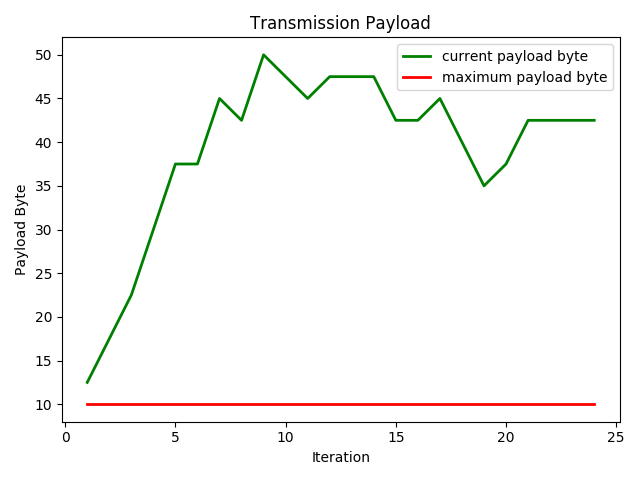 Transmission Payload
current payload byte
maximum payload byte
Payload Byte
50
45
40
35
30
25
20
15
10
0 5 10 15 20 25
Iteration